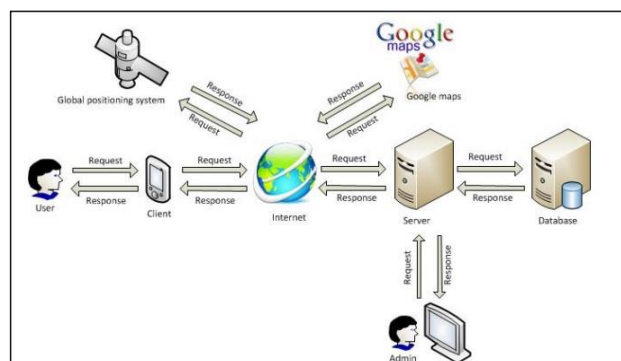 Google
maps
Global positioning system
Response
Request
Response
Request
Google maps
Request
Response
Request
Response
Request
Response
Request
Response
User
Client
Internet
Server
Database
Request
Response
Admin